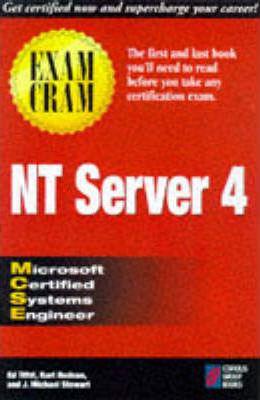 Get certified now and supercharge your career!
EXAM
CRAM
The first and last book
you'll need to read
before you take any
certification exam.
NT Server 4
Microsoft
Certified
Systems
Engineer
Ed Tittel, Kurt Hudson,
and J. Michael Stewart
CORIOLIS GROUP
BOOKS